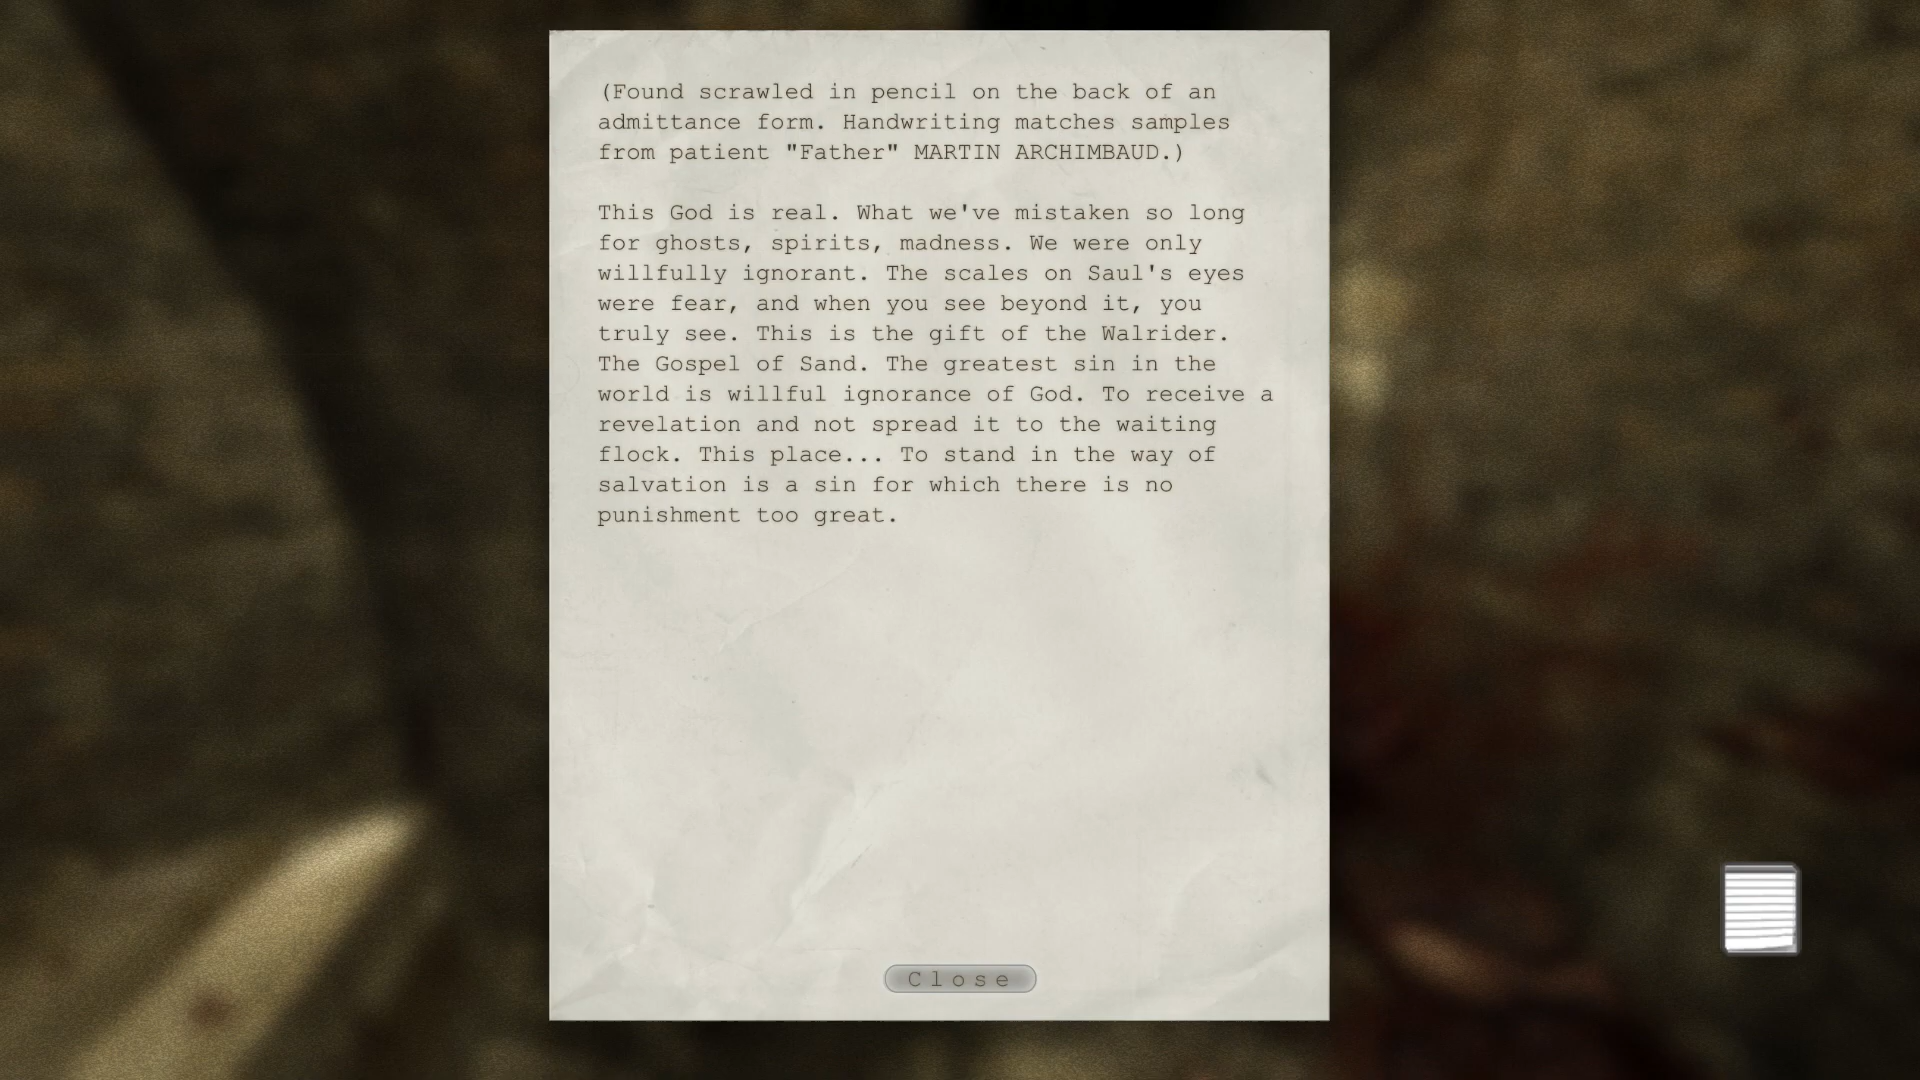 (Found scrawled in pencil on the back of an
admittance form. Handwriting matches samples
from patient "Father" MARTIN ARCHIMBAUD.)
This God is real. What we've mistaken so long
for ghosts, spirits, madness. We were only
willfully ignorant. The scales on Saul's eyes
were fear, and when you see beyond it, you
truly see. This is the gift of the Walrider.
The Gospel of Sand. The greatest sin in the
world is willful ignorance of God. To receive a
revelation and not spread it to the waiting
flock. This place... To stand in the way of
salvation is a sin for which there is no
punishment too great.
Close